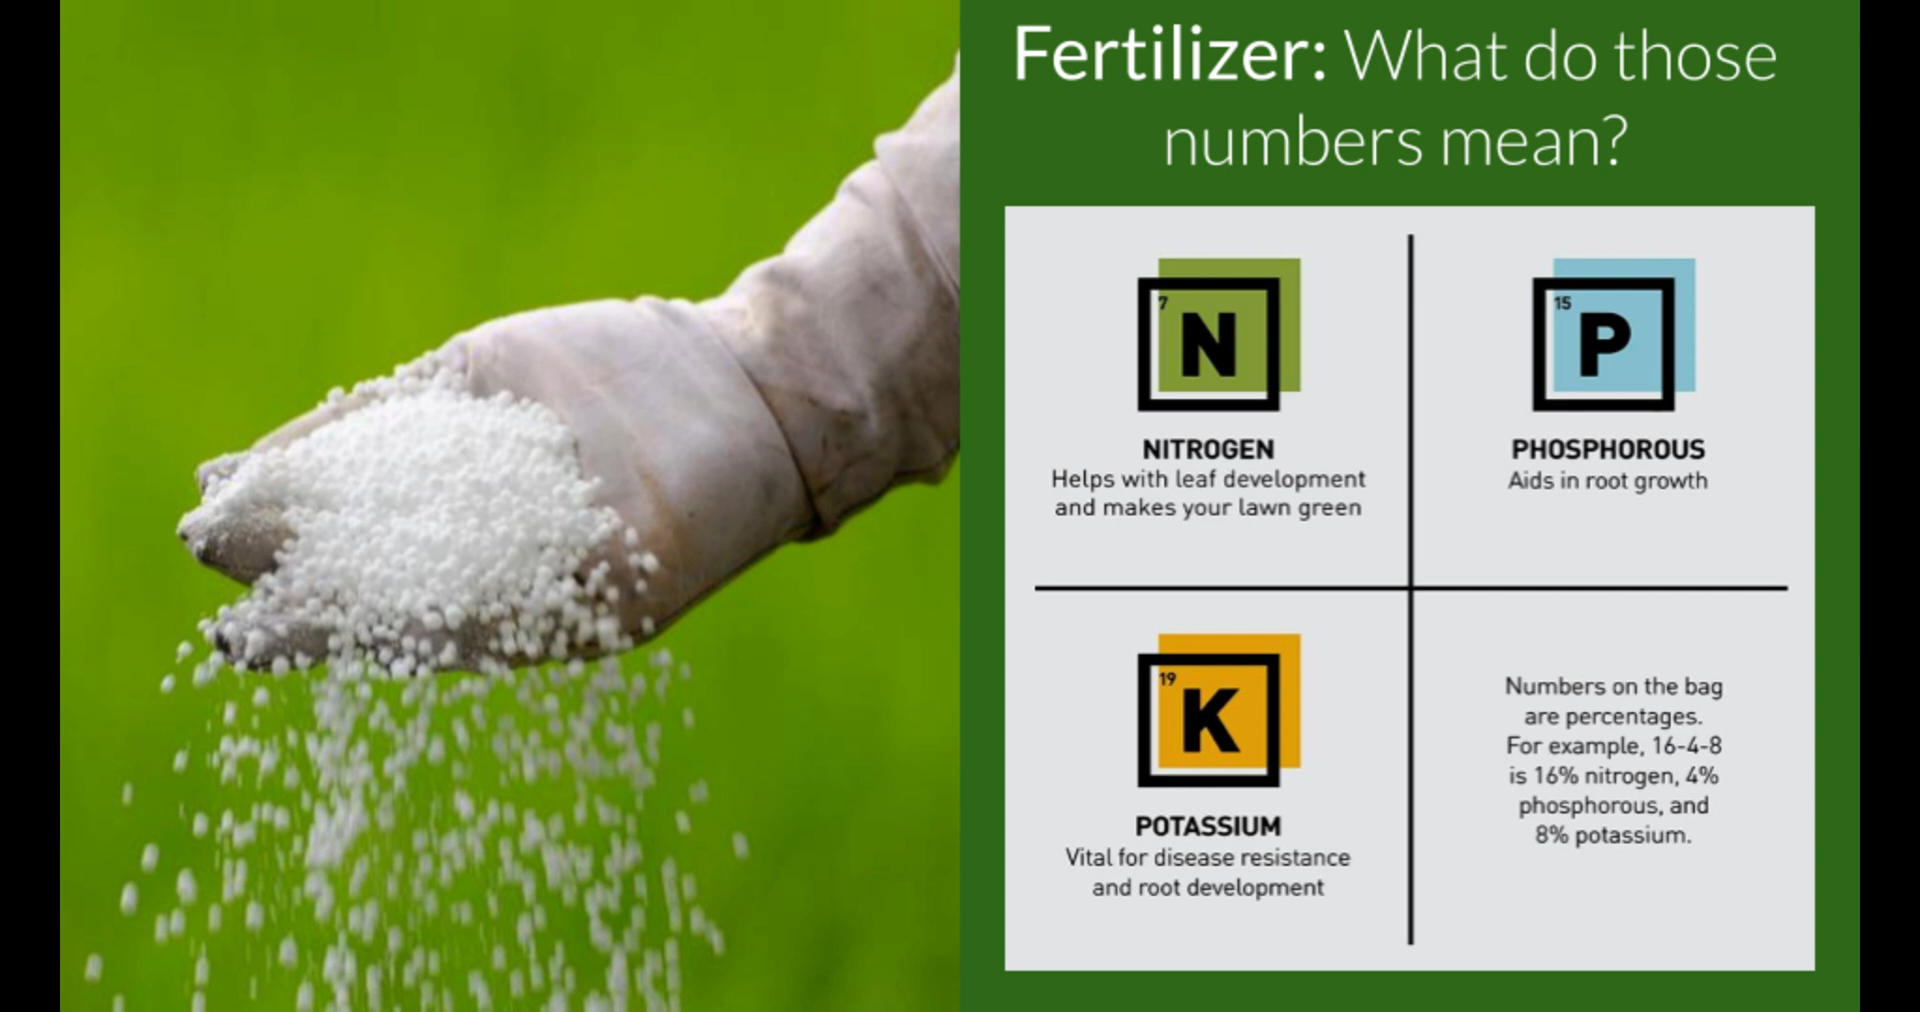 Fertilizer: What do those
numbers mean?
7
N
NITROGEN
Helps with leaf development
and makes your lawn green
15
P
PHOSPHOROUS
Aids in root growth
19
K
POTASSIUM
Vital for disease resistance
and root development
Numbers on the bag
are percentages.
For example, 16-4-8
is 16% nitrogen, 4%
phosphorous, and
8% potassium.